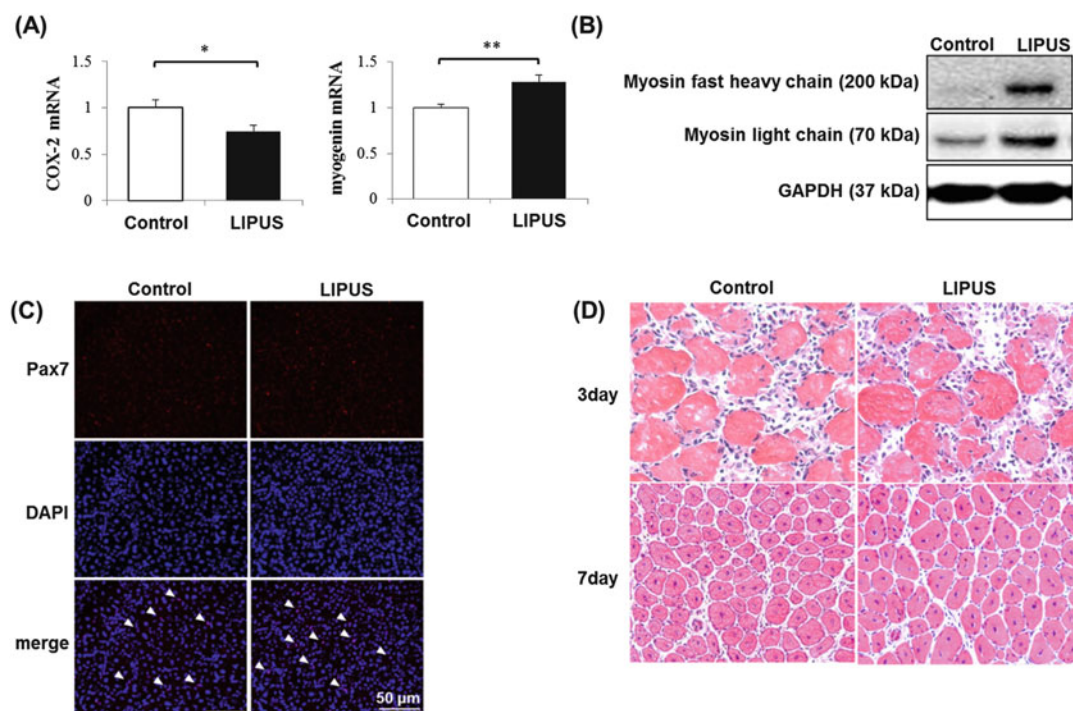 (A)
*
COX-2 mRNA
1.5
1
0.5
0
Control LIPUS
**
myogenin mRNA
1.5
1
0.5
0
Control LIPUS
(B)
Control LIPUS
Myosin fast heavy chain (200 kDa)
Myosin light chain (70 kDa)
GAPDH (37 kDa)
(C)
Control LIPUS
Pax7
DAPI
merge
50 μm
(D)
Control LIPUS
3day
7day